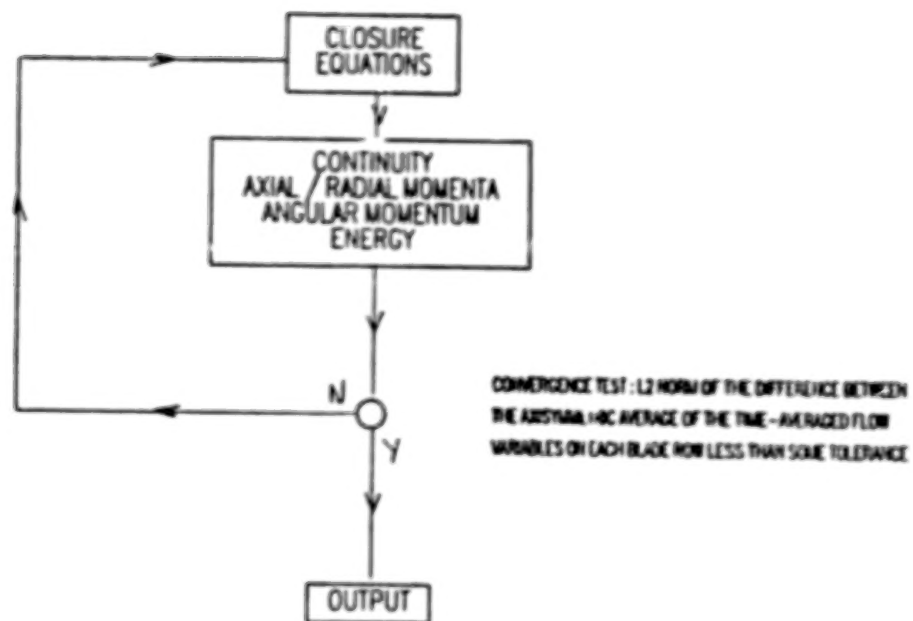 CLOSURE
EQUATIONS
CONTINUITY
AXIAL / RADIAL MOMENTA
ANGULAR MOMENTUM
ENERGY
N
CONVERGENCE TEST : L2 NORM OF THE DIFFERENCE BETWEEN
THE AVERAGE OF THE TIME-AVERAGED FLOW
Y
VARIABLES ON EACH BLADE ROW LESS THAN SOME TOLERANCE
OUTPUT